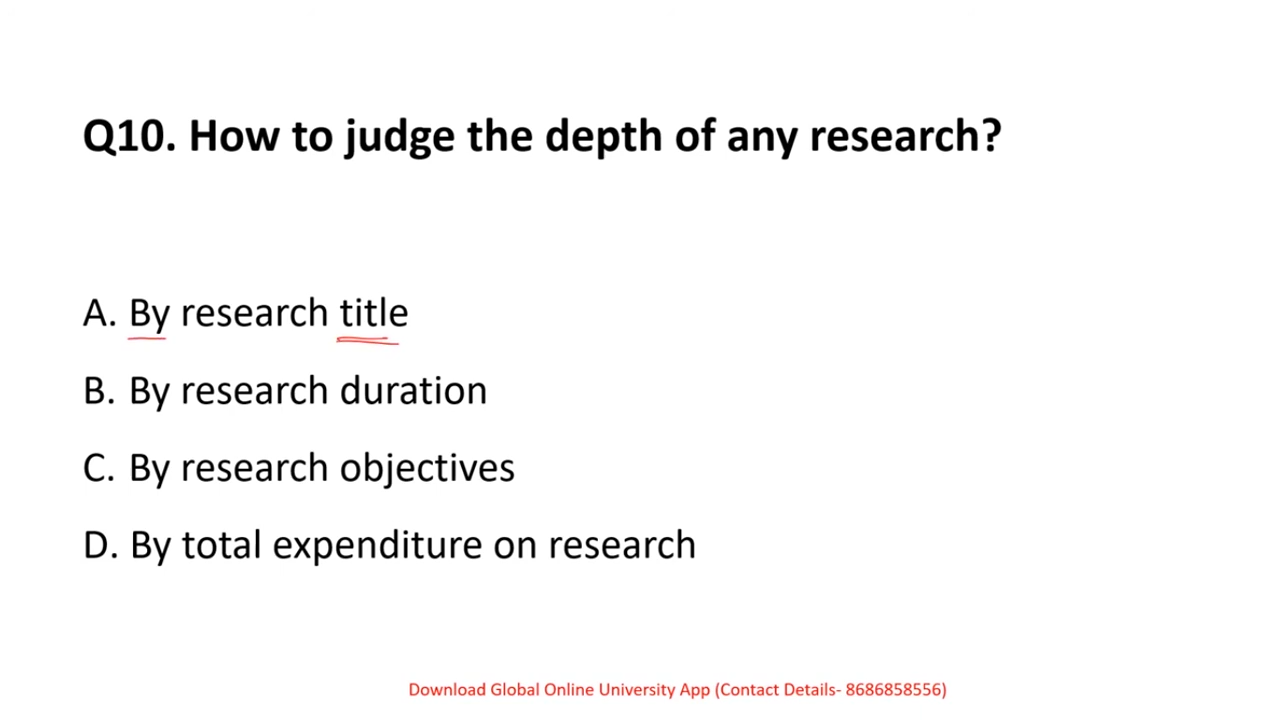 Q10. How to judge the depth of any research?
A. By research title
B. By research duration
C. By research objectives
D. By total expenditure on research
Download Global Online University App (Contact Details- 8686858556)